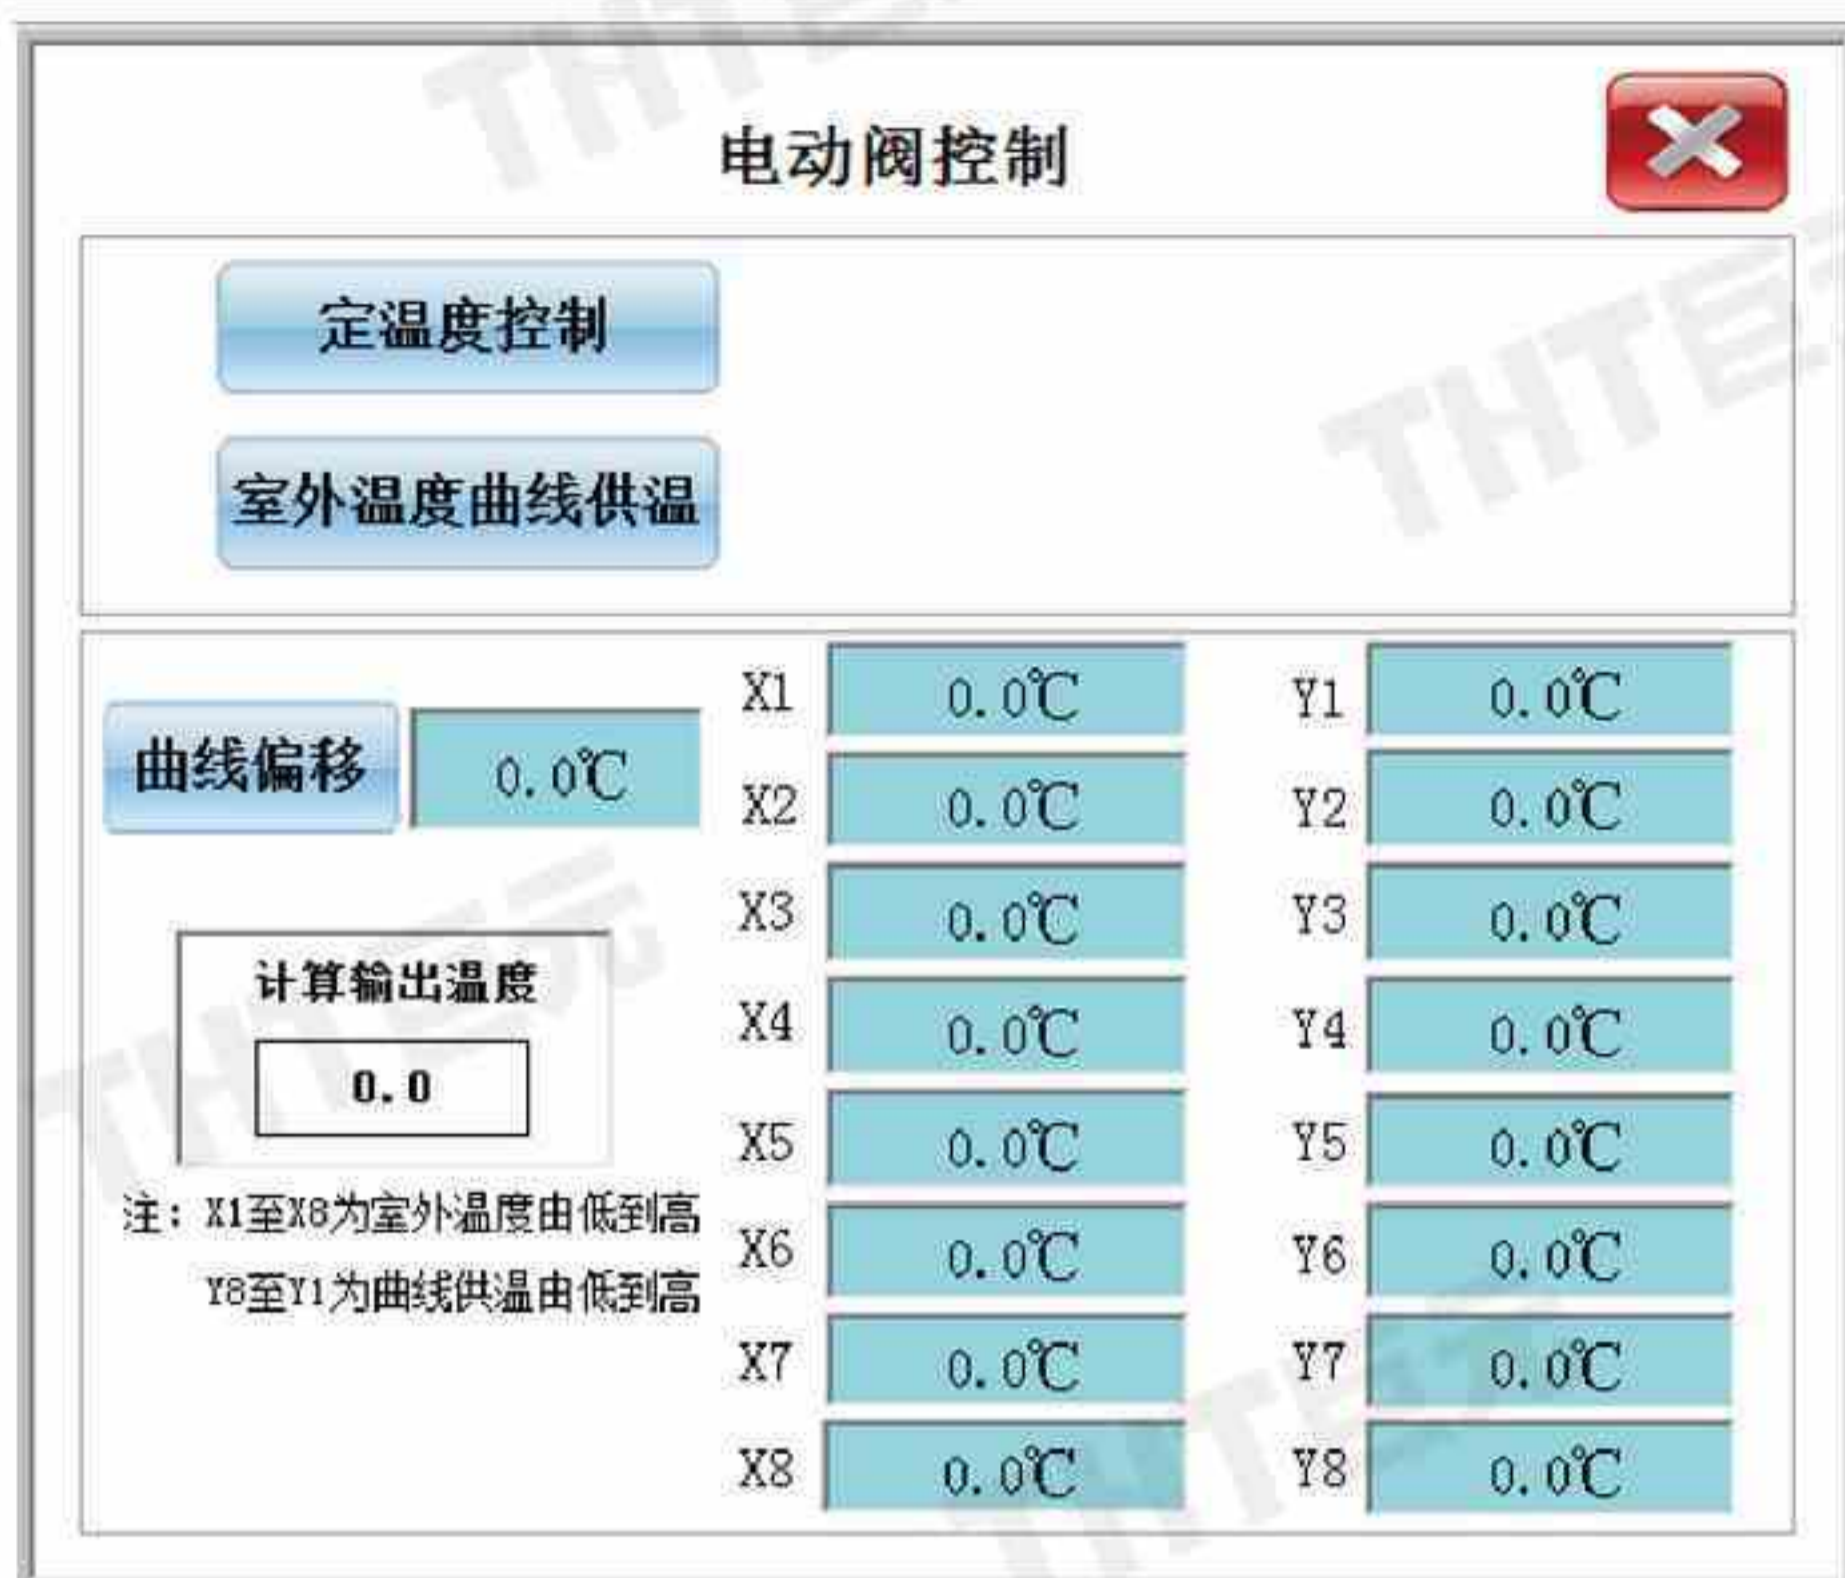 电动阀控制
定温度控制
室外温度曲线供温
曲线偏移 0.0℃
计算输出温度
0.0
注：X1至X8为室外温度由低到高
Y8至Y1为曲线供温由低到高
X1 0.0℃ Y1 0.0℃
X2 0.0℃ Y2 0.0℃
X3 0.0℃ Y3 0.0℃
X4 0.0℃ Y4 0.0℃
X5 0.0℃ Y5 0.0℃
X6 0.0℃ Y6 0.0℃
X7 0.0℃ Y7 0.0℃
X8 0.0℃ Y8 0.0℃